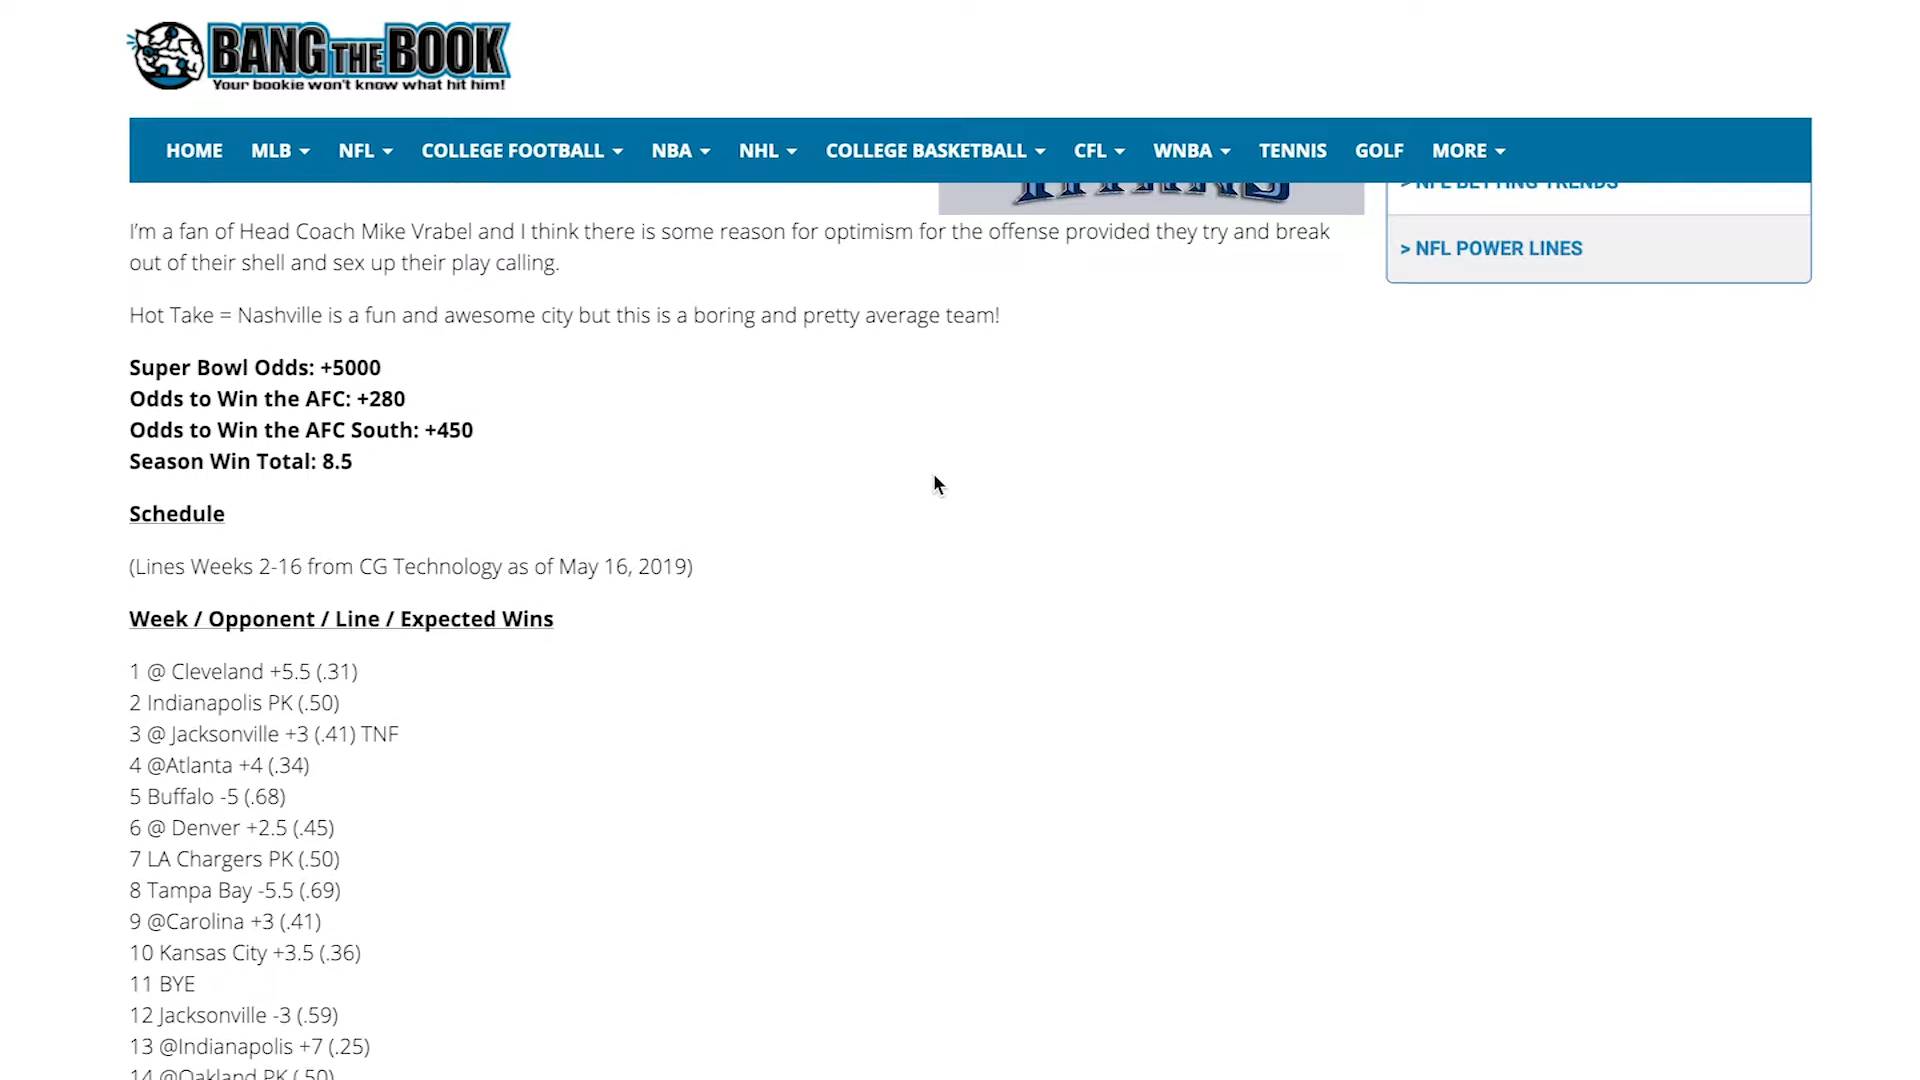 BANG THE BOOK
Your bookie won't know what hit him!
HOME MLB NFL COLLEGE FOOTBALL NBA NHL COLLEGE BASKETBALL CFL WNBA TENNIS GOLF MORE
TITANS
> NFL BETTING TRENDS
I'm a fan of Head Coach Mike Vrabel and I think there is some reason for optimism for the offense provided they try and break
out of their shell and sex up their play calling.
> NFL POWER LINES
Hot Take = Nashville is a fun and awesome city but this is a boring and pretty average team!
Super Bowl Odds: +5000
Odds to Win the AFC: +280
Odds to Win the AFC South: +450
Season Win Total: 8.5
Schedule
(Lines Weeks 2-16 from CG Technology as of May 16, 2019)
Week / Opponent / Line / Expected Wins
1 @ Cleveland +5.5 (.31)
2 Indianapolis PK (.50)
3 @ Jacksonville +3 (.41) TNF
4 @Atlanta +4 (.34)
5 Buffalo -5 (.68)
6 @ Denver +2.5 (.45)
7 LA Chargers PK (.50)
8 Tampa Bay -5.5 (.69)
9 @Carolina +3 (.41)
10 Kansas City +3.5 (.36)
11 BYE
12 Jacksonville -3 (.59)
13 @Indianapolis +7 (.25)
14 @Oakland PK (.50)